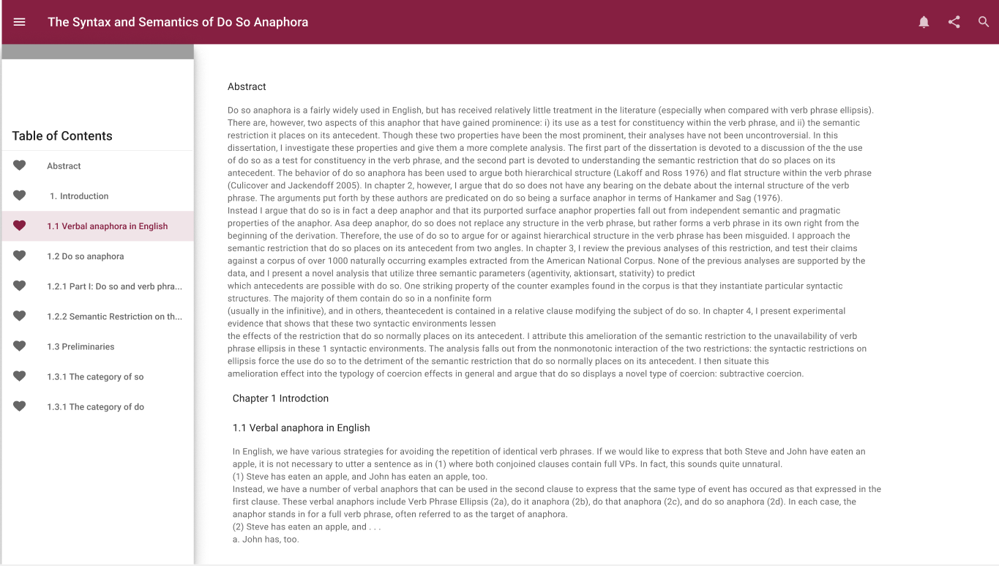 The Syntax and Semantics of Do So Anaphora
Table of Contents
Abstract
1. Introduction
1.1 Verbal anaphora in English
1.2 Do so anaphora
1.2.1 Part I: Do so and verb phra...
1.2.2 Semantic Restriction on th...
1.3 Preliminaries
1.3.1 The category of so
1.3.1 The category of do
Abstract
Do so anaphora is a fairly widely used in English, but has received relatively little treatment in the literature (especially when compared with verb phrase ellipsis).
There are, however, two aspects of this anaphor that have gained prominence: i) its use as a test for constituency within the verb phrase, and ii) the semantic
restriction it places on its antecedent. Though these two properties have been the most prominent, their analyses have not been uncontroversial. In this
dissertation, I investigate these properties and give them a more complete analysis. The first part of the dissertation is devoted to a discussion of the the use
of do so as a test for constituency in the verb phrase, and the second part is devoted to understanding the semantic restriction that do so places on its
antecedent. The behavior of do so anaphora has been used to argue both hierarchical structure (Lakoff and Ross 1976) and flat structure within the verb phrase
(Culicover and Jackendoff 2005). In chapter 2, however, I argue that do so does not have any bearing on the debate about the internal structure of the verb
phrase. The arguments put forth by these authors are predicated on do so being a surface anaphor in terms of Hankamer and Sag (1976).
Instead I argue that do so is in fact a deep anaphor and that its purported surface anaphor properties fall out from independent semantic and pragmatic
properties of the anaphor. Asa deep anaphor, do so does not replace any structure in the verb phrase, but rather forms a verb phrase in its own right from the
beginning of the derivation. Therefore, the use of do so to argue for or against hierarchical structure in the verb phrase has been misguided. I approach the
semantic restriction that do so places on its antecedent from two angles. In chapter 3, I review the previous analyses of this restriction, and test their claims
against a corpus of over 1000 naturally occurring examples extracted from the American National Corpus. None of the previous analyses are supported by the
data, and I present a novel analysis that utilize three semantic parameters (agentivity, aktionsart, stativity) to predict
which antecedents are possible with do so. One striking property of the counter examples found in the corpus is that they instantiate particular syntactic
structures. The majority of them contain do so in a nonfinite form
(usually in the infinitive), and in others, theantecedent is contained in a relative clause modifying the subject of do so. In chapter 4, I present experimental
evidence that shows that these two syntactic environments lessen
the effects of the restriction that do so normally places on its antecedent. I attribute this amelioration of the semantic restriction to the unavailability of verb
phrase ellipsis in these 1 syntactic environments. The analysis falls out from the nonmonotonic interaction of the two restrictions: the syntactic restrictions on
ellipsis force the use do so to the detriment of the semantic restriction that do so normally places on its antecedent. I then situate this
amelioration effect into the typology of coercion effects in general and argue that do so displays a novel type of coercion: subtractive coercion.
Chapter 1 Introdction
1.1 Verbal anaphora in English
In English, we have various strategies for avoiding the repetition of identical verb phrases. If we would like to express that both Steve and John have eaten an
apple, it is not necessary to utter a sentence as in (1) where both conjoined clauses contain full VPs. In fact, this sounds quite unnatural.
(1) Steve has eaten an apple, and John has eaten an apple, too.
Instead, we have a number of verbal anaphors that can be used in the second clause to express that the same type of event has occured as that expressed in the
first clause. These verbal anaphors include Verb Phrase Ellipsis (2a), do it anaphora (2b), do that anaphora (2c), and do so anaphora (2d). In each case, the
anaphor stands in for a full verb phrase, often referred to as the target of anaphora.
(2) Steve has eaten an apple, and . . .
a. John has, too.